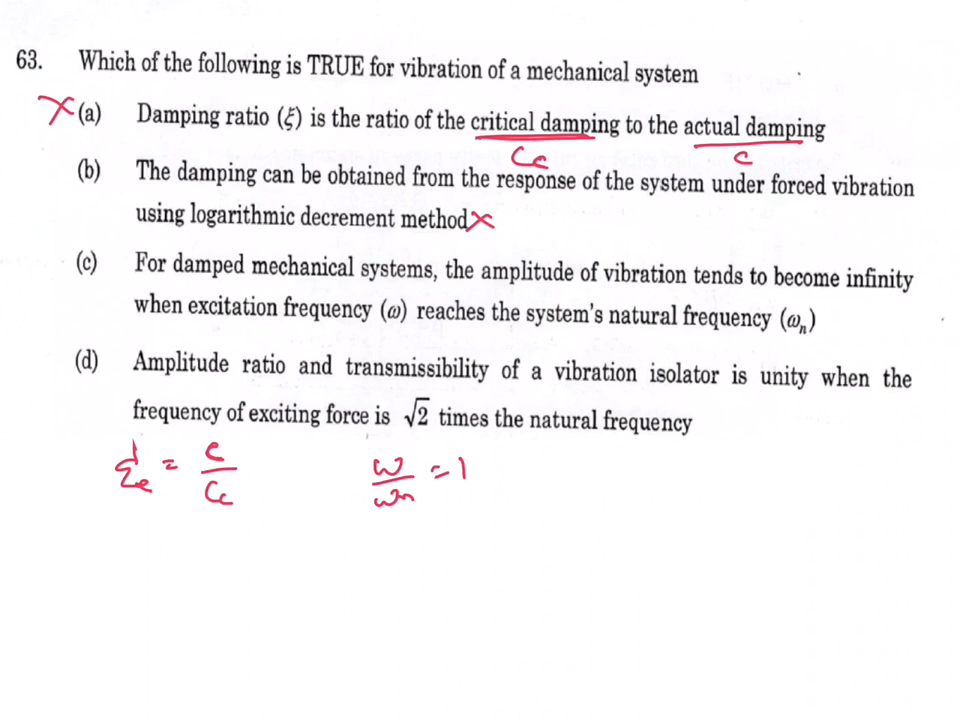 63. Which of the following is TRUE for vibration of a mechanical system
X (a) Damping ratio (ξ) is the ratio of the critical damping to the actual damping
Cc c
(b) The damping can be obtained from the response of the system under forced vibration
using logarithmic decrement method X
(c) For damped mechanical systems, the amplitude of vibration tends to become infinity
when excitation frequency (ω) reaches the system's natural frequency (ωn)
(d) Amplitude ratio and transmissibility of a vibration isolator is unity when the
frequency of exciting force is √2 times the natural frequency
= c/Cc ω/ωn = 1